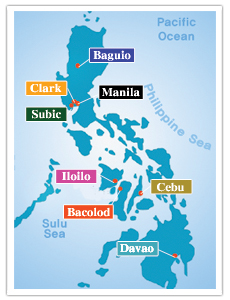 Pacific
Ocean
Baguio
Clark
Manila
Subic
Philippine Sea
Iloilo
Cebu
Bacolod
Sulu
Sea
Davao